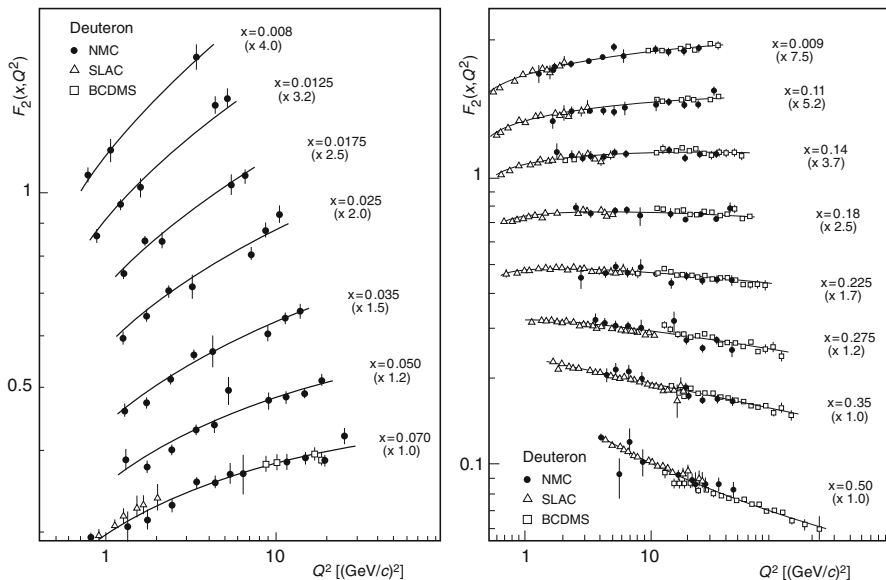 Deuteron
NMC
SLAC
BCDMS
F₂(x,Q²)
1
0.5
1
10
Q² [(GeV/c)²]
x=0.008
(x 4.0)
x=0.0125
(x 3.2)
x=0.0175
(x 2.5)
x=0.025
(x 2.0)
x=0.035
(x 1.5)
x=0.050
(x 1.2)
x=0.070
(x 1.0)
F₂(x,Q²)
1
0.1
1
10
Q² [(GeV/c)²]
x=0.009
(x 7.5)
x=0.11
(x 5.2)
x=0.14
(x 3.7)
x=0.18
(x 2.5)
x=0.225
(x 1.7)
x=0.275
(x 1.2)
x=0.35
(x 1.0)
x=0.50
(x 1.0)
Deuteron
NMC
SLAC
BCDMS